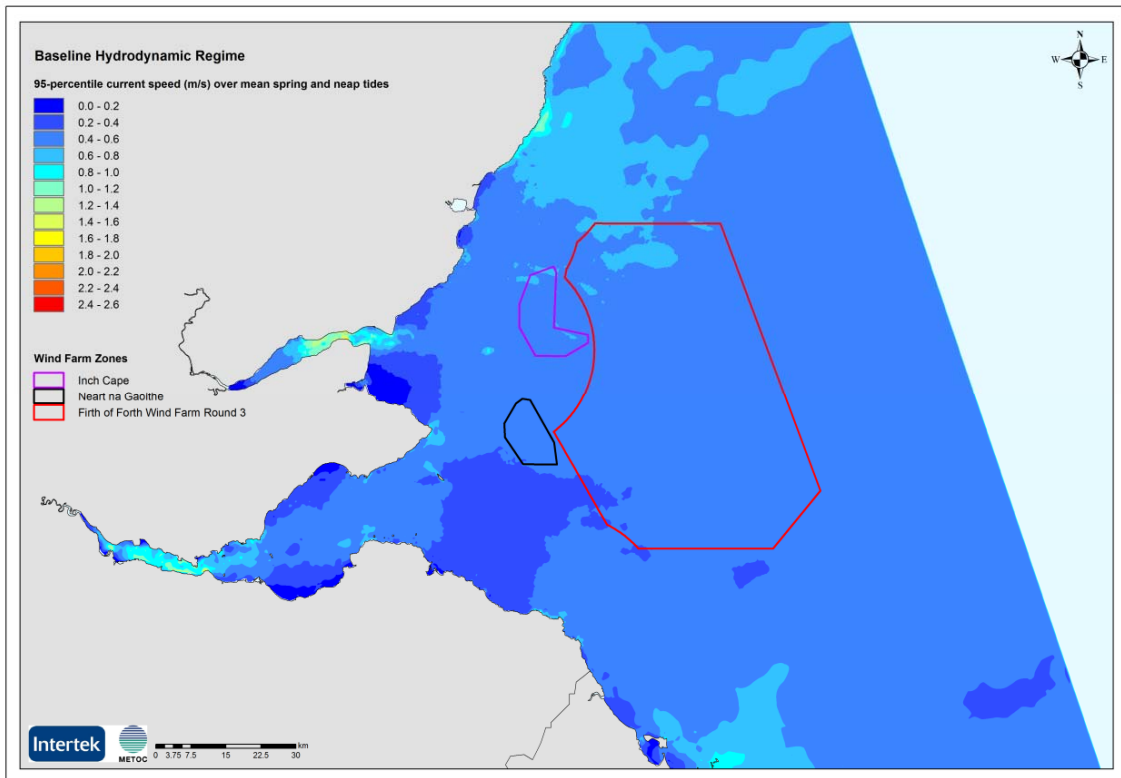 Baseline Hydrodynamic Regime
95-percentile current speed (m/s) over mean spring and neap tides
0.0 - 0.2
0.2 - 0.4
0.4 - 0.6
0.6 - 0.8
0.8 - 1.0
1.0 - 1.2
1.2 - 1.4
1.4 - 1.6
1.6 - 1.8
1.8 - 2.0
2.0 - 2.2
2.2 - 2.4
2.4 - 2.6
Wind Farm Zones
Inch Cape
Neart na Gaoithe
Firth of Forth Wind Farm Round 3
N
W E
S
Intertek
METOC
km
0 3.75 7.5 15 22.5 30